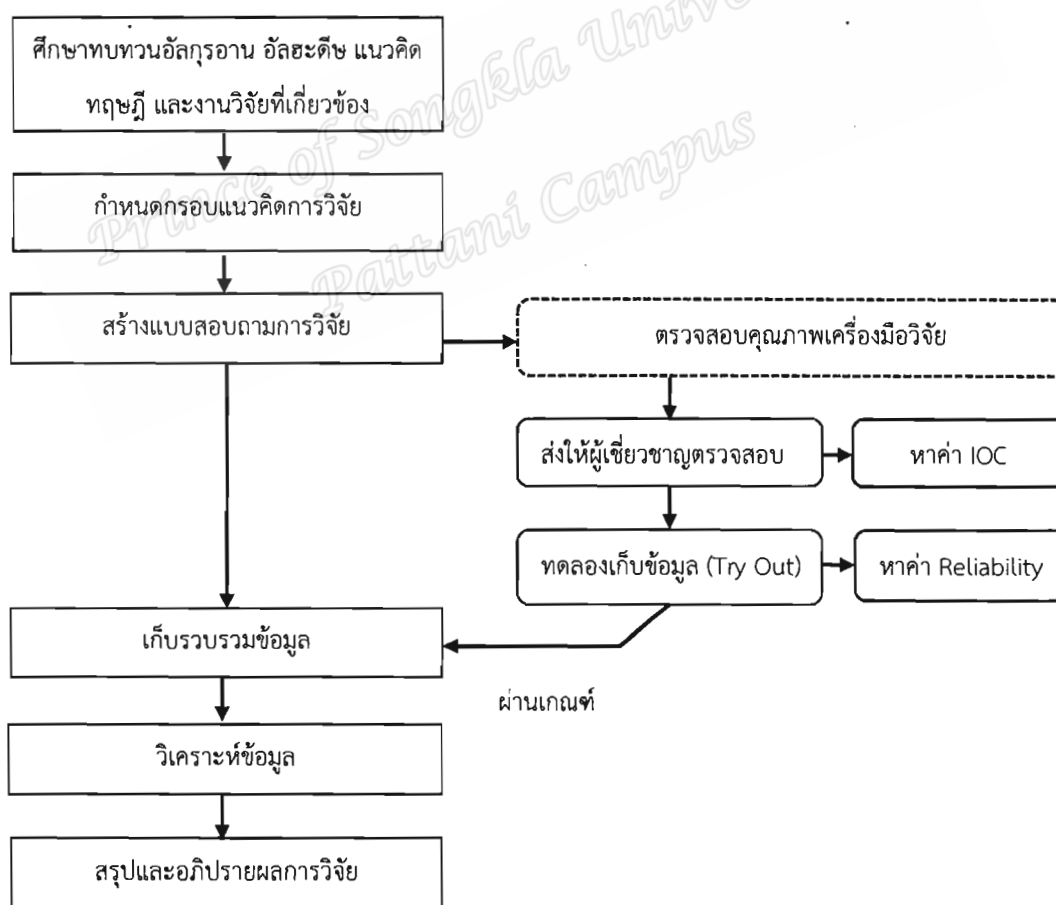 ศึกษาทบทวนอัลกุรอาน อัลฮะดีษ แนวคิด
ทฤษฎี และงานวิจัยที่เกี่ยวข้อง
กำหนดกรอบแนวคิดการวิจัย
สร้างแบบสอบถามการวิจัย
ตรวจสอบคุณภาพเครื่องมือวิจัย
ส่งให้ผู้เชี่ยวชาญตรวจสอบ
หาค่า IOC
ทดลองเก็บข้อมูล (Try Out)
หาค่า Reliability
เก็บรวบรวมข้อมูล
ผ่านเกณฑ์
วิเคราะห์ข้อมูล
สรุปและอภิปรายผลการวิจัย
Prince of Songkla
Pattani Campus